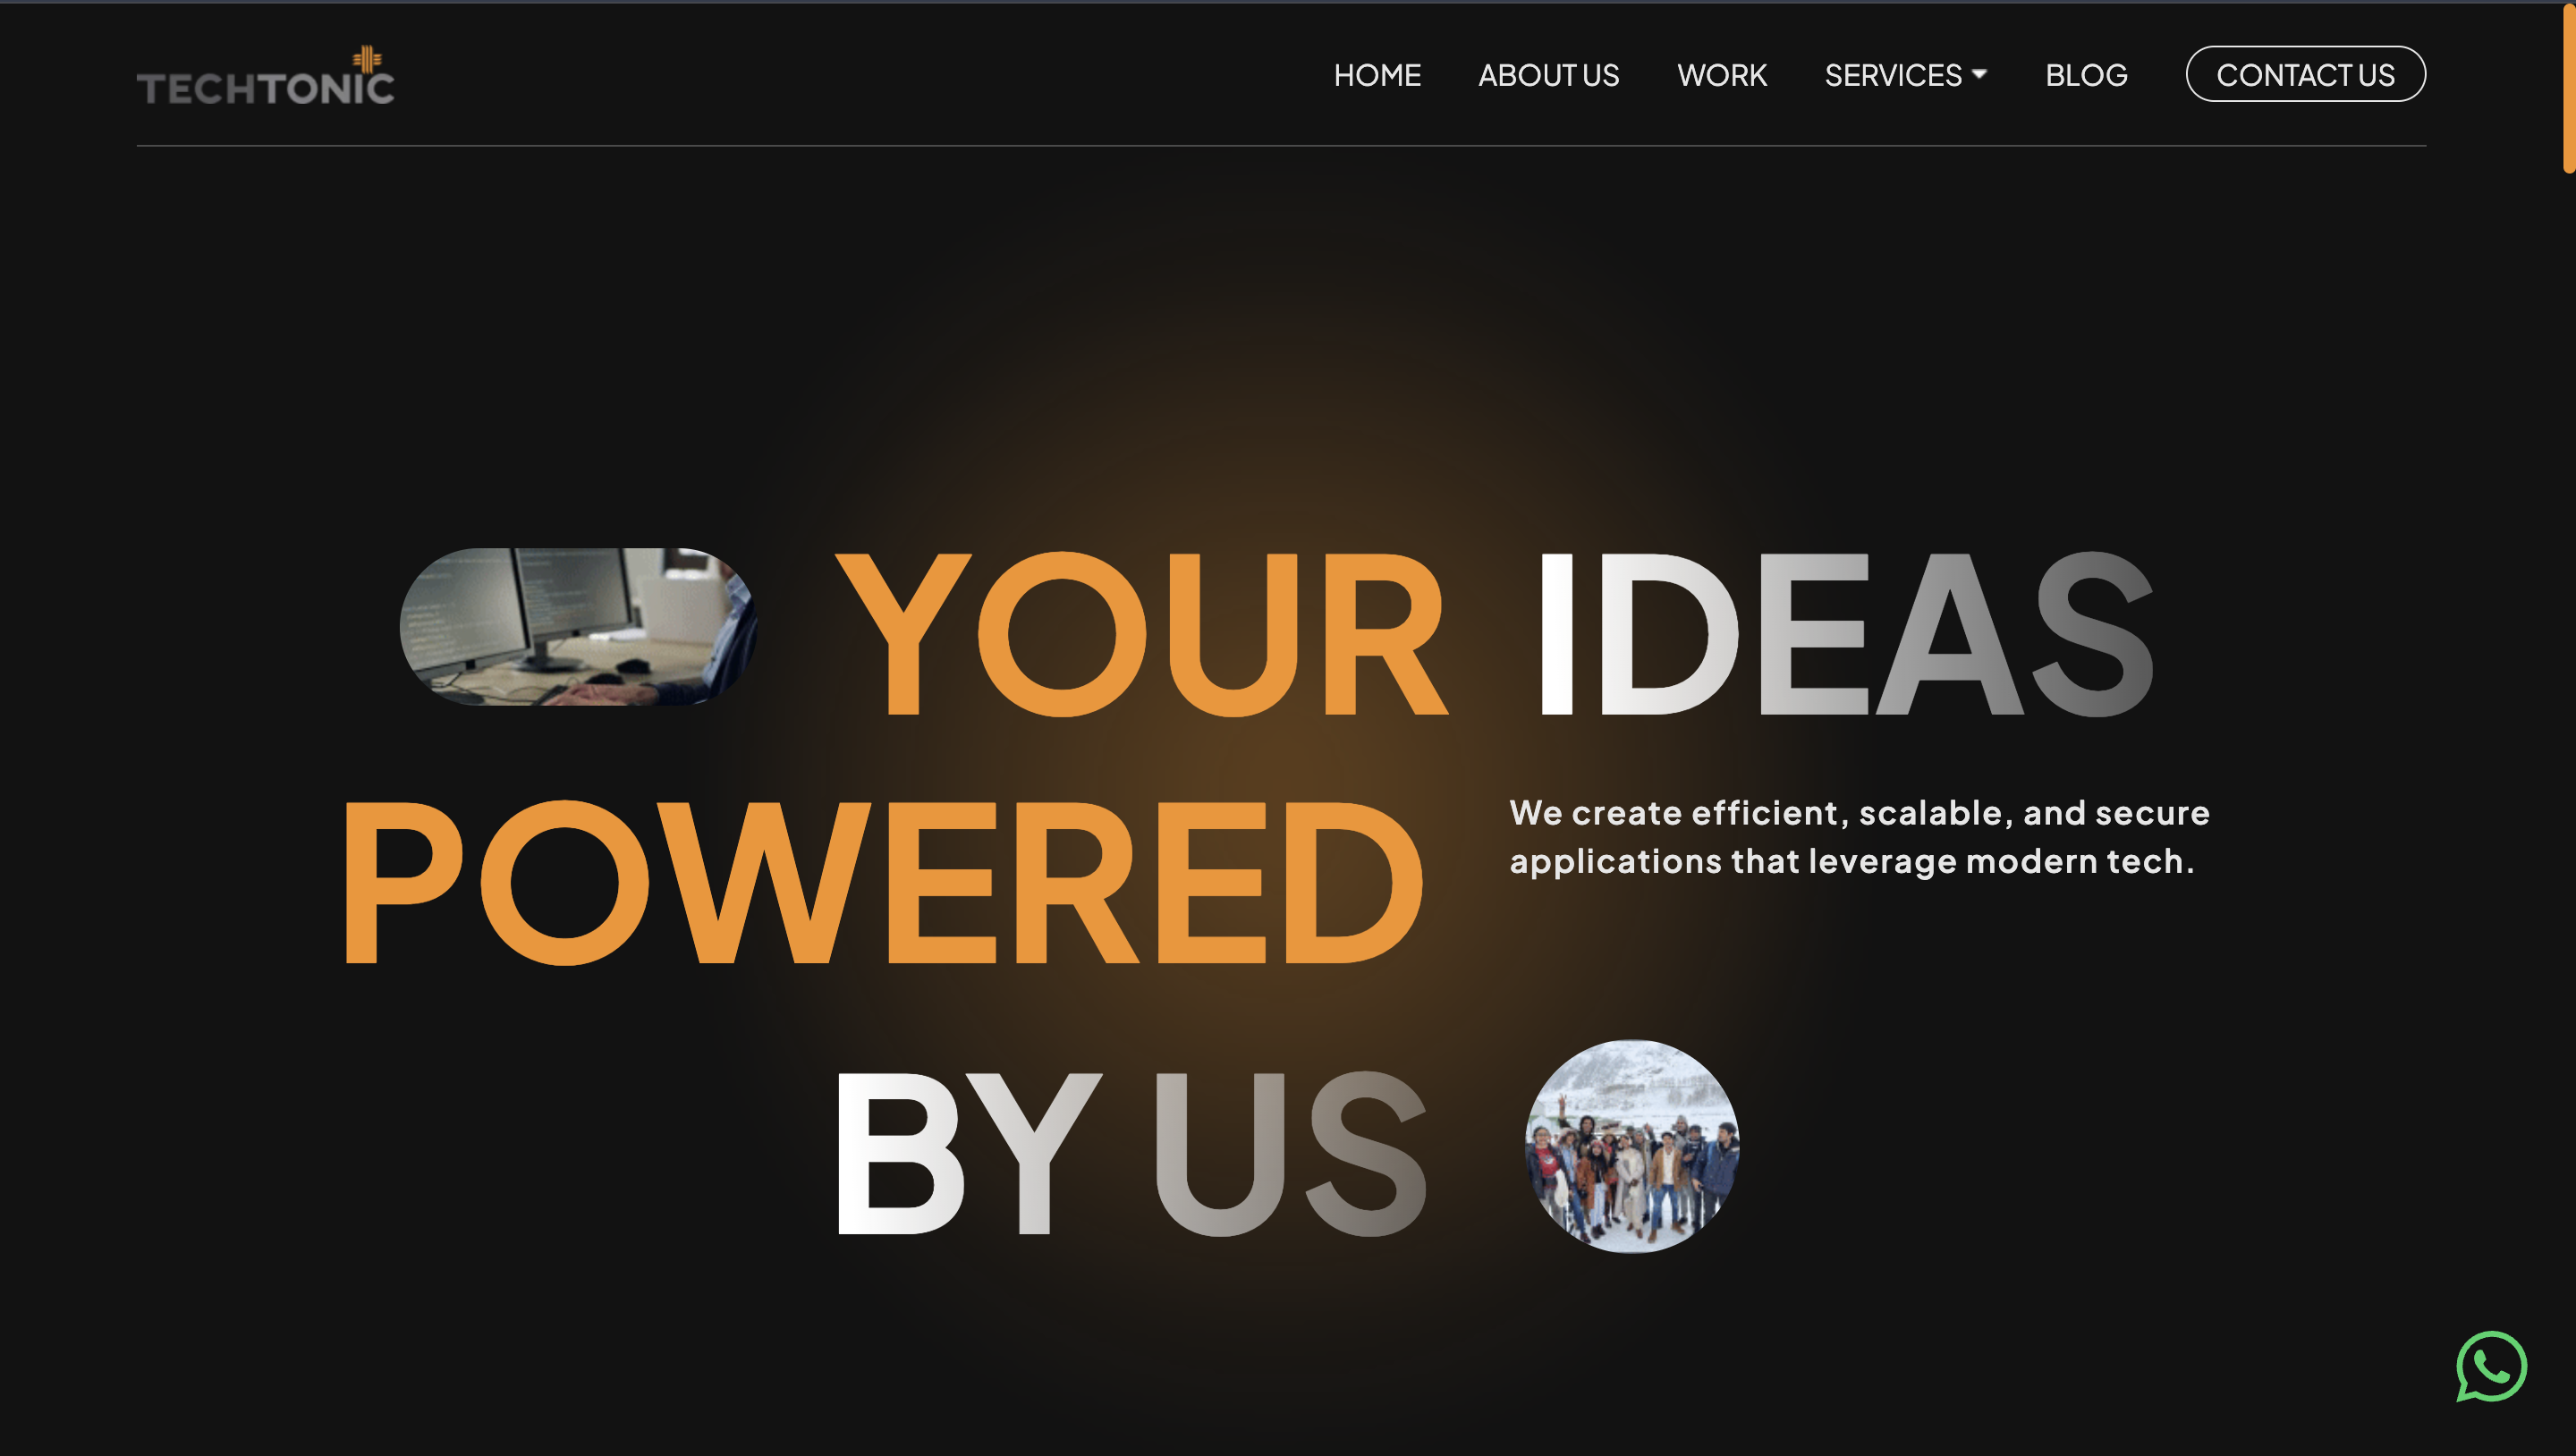 TECHTONIC
HOME ABOUT US WORK SERVICES BLOG CONTACT US
YOUR IDEAS
POWERED
We create efficient, scalable, and secure
applications that leverage modern tech.
BY US